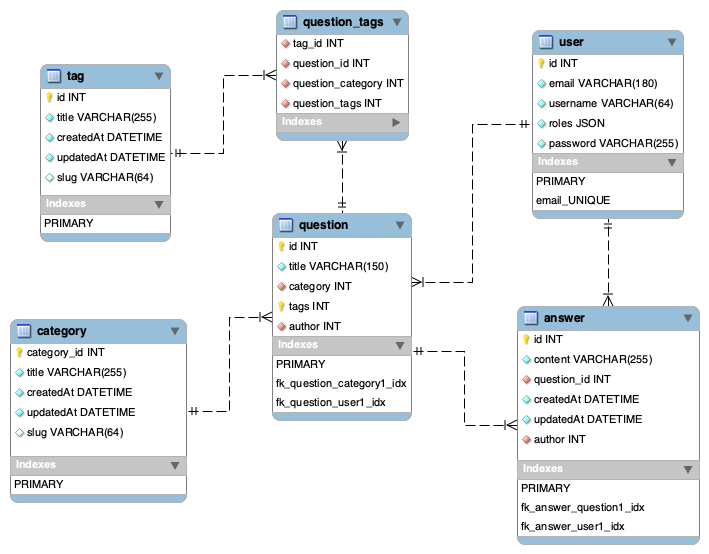 question_tags
tag_id INT
question_id INT
question_category INT
question_tags INT
Indexes
user
id INT
email VARCHAR(180)
username VARCHAR(64)
roles JSON
password VARCHAR(255)
Indexes
PRIMARY
email_UNIQUE
tag
id INT
title VARCHAR(255)
createdAt DATETIME
updatedAt DATETIME
slug VARCHAR(64)
Indexes
PRIMARY
question
id INT
title VARCHAR(150)
category INT
tags INT
author INT
Indexes
PRIMARY
fk_question_category1_idx
fk_question_user1_idx
category
category_id INT
title VARCHAR(255)
createdAt DATETIME
updatedAt DATETIME
slug VARCHAR(64)
Indexes
PRIMARY
answer
id INT
content VARCHAR(255)
question_id INT
createdAt DATETIME
updatedAt DATETIME
author INT
Indexes
PRIMARY
fk_answer_question1_idx
fk_answer_user1_idx